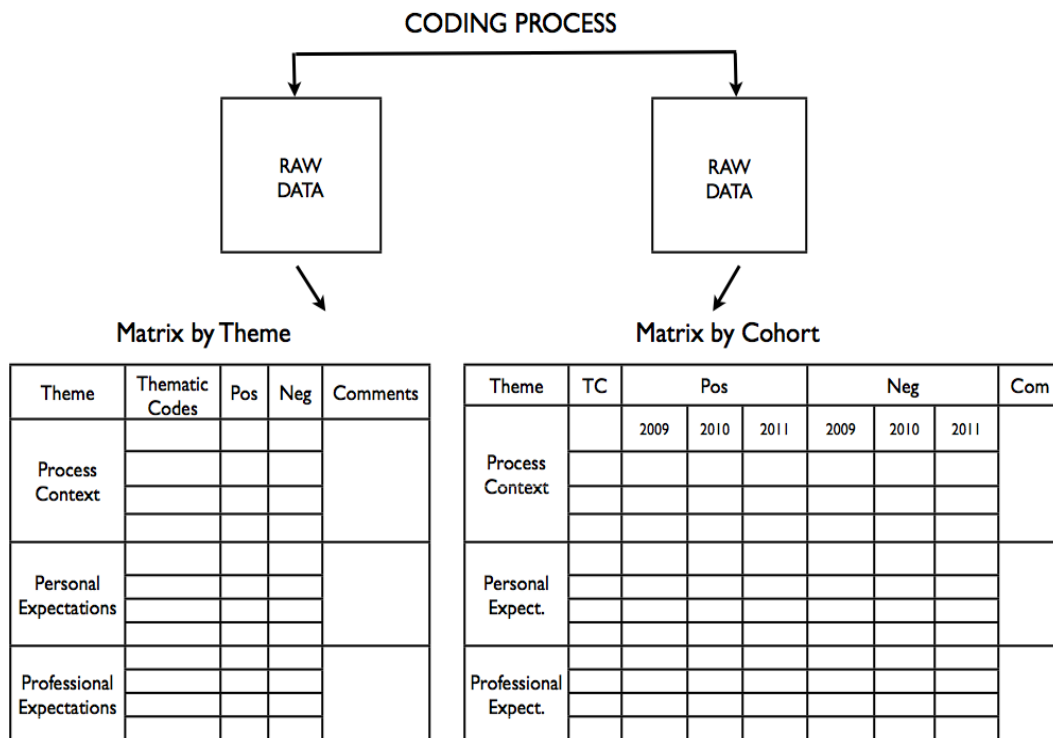 CODING PROCESS
RAW
DATA
RAW
DATA
Matrix by Theme
Theme
Thematic
Codes
Pos
Neg
Comments
Process
Context
Personal
Expectations
Professional
Expectations
Matrix by Cohort
Theme
TC
Pos
Neg
Com
2009
2010
2011
2009
2010
2011
Process
Context
Personal
Expect.
Professional
Expect.